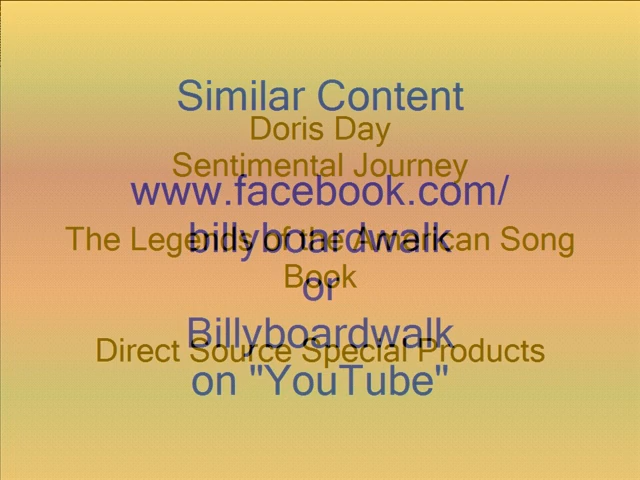 Similar Content
Doris Day
Sentimental Journey
www.facebook.com/
billyboardwalk
The Legends of the American Song
Book
or
Billyboardwalk
Direct Source Special Products
on "YouTube"